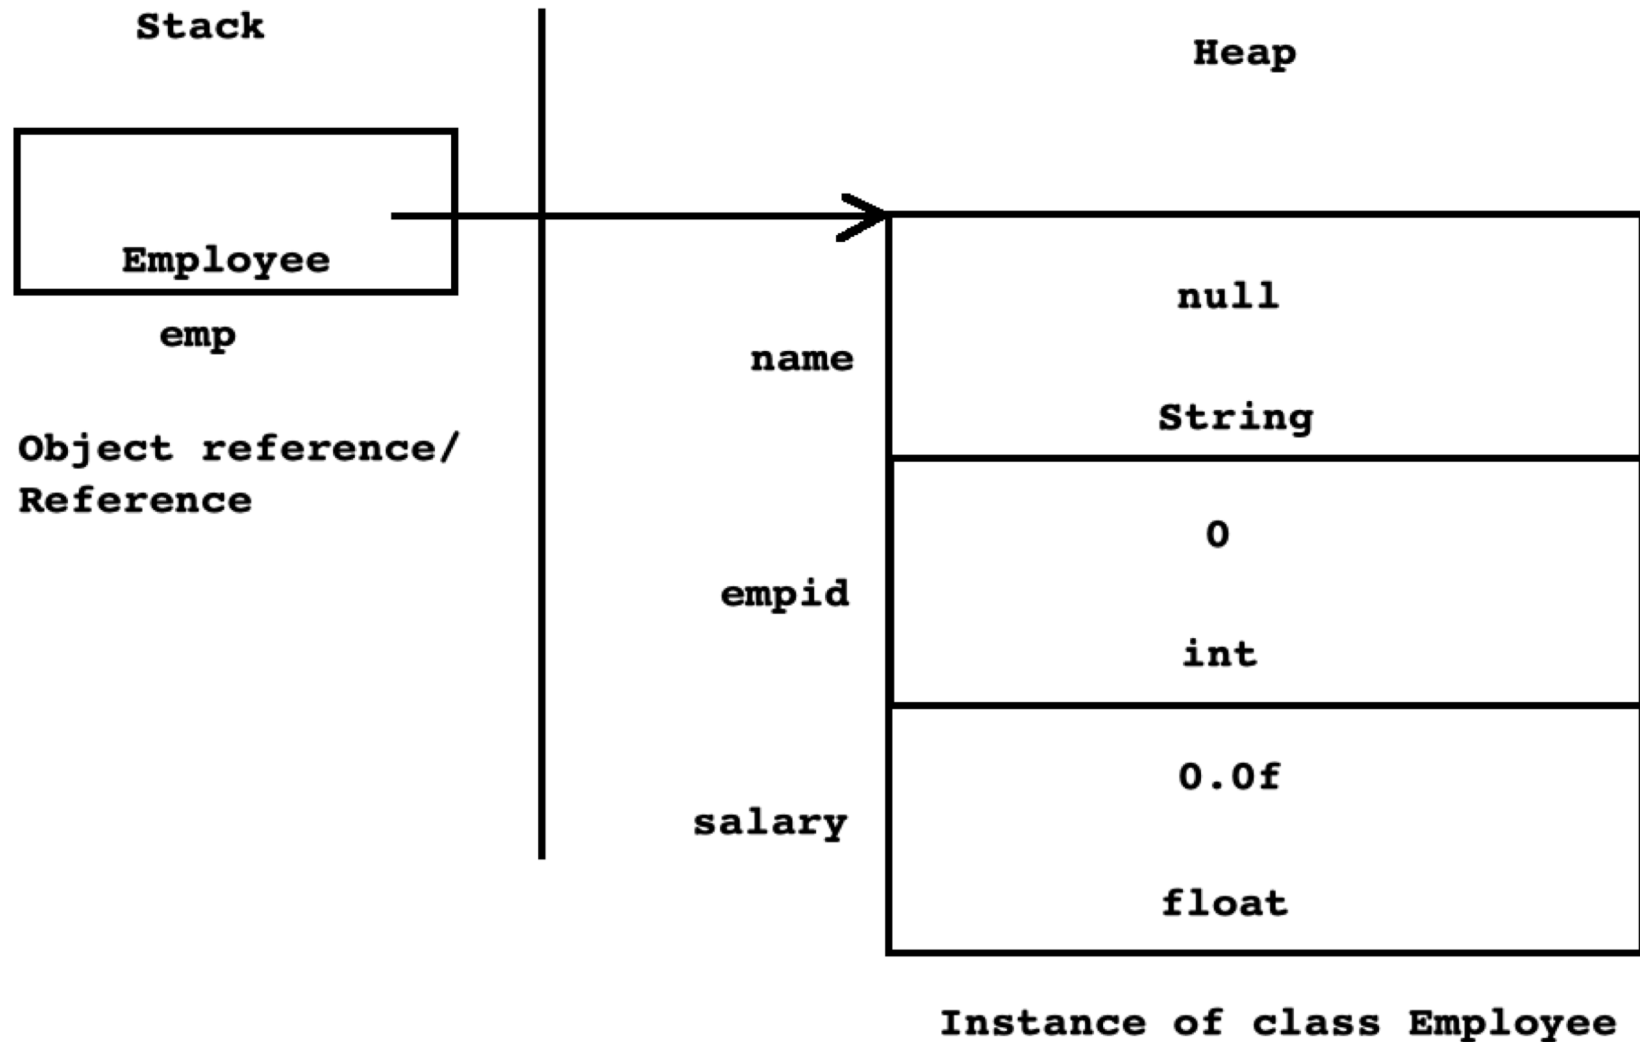 Stack
Heap
Employee
emp
Object reference/
Reference
null
name
String
0
empid
int
0.0f
salary
float
Instance of class Employee